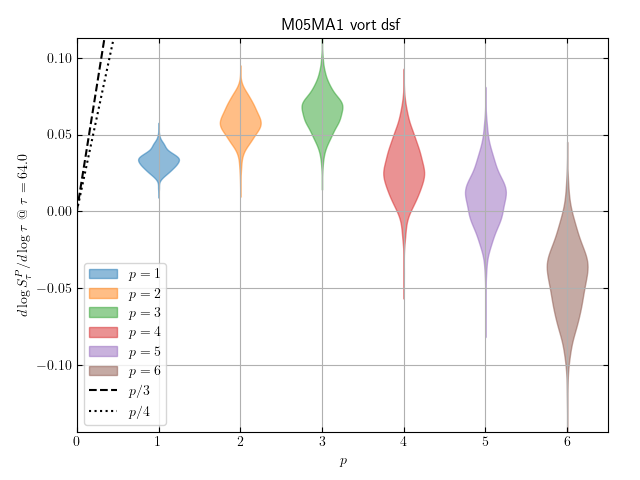 M05MA1 vort dsf
d log S_τ^P / d log τ @ τ = 64.0
0.10
0.05
0.00
−0.05
−0.10
p = 1
p = 2
p = 3
p = 4
p = 5
p = 6
p/3
p/4
0 1 2 3 4 5 6
p